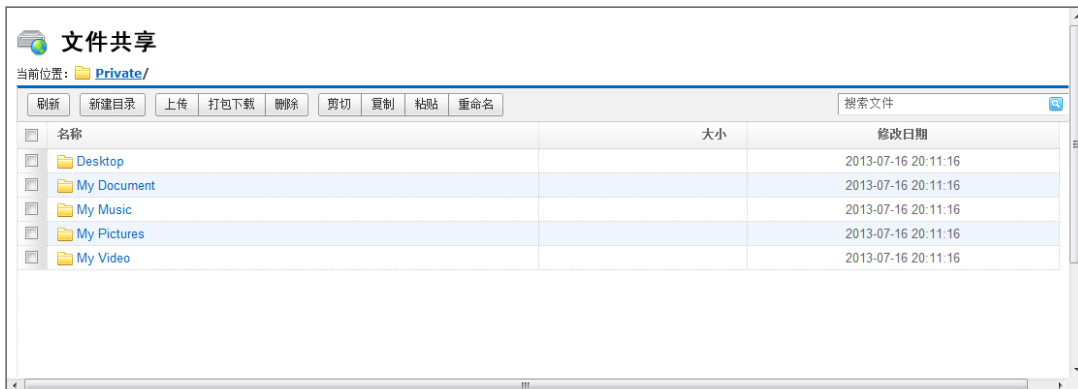 文件共享
当前位置： Private/
刷新 新建目录 上传 打包下载 删除 剪切 复制 粘贴 重命名 搜索文件
名称 大小 修改日期
Desktop 2013-07-16 20:11:16
My Document 2013-07-16 20:11:16
My Music 2013-07-16 20:11:16
My Pictures 2013-07-16 20:11:16
My Video 2013-07-16 20:11:16